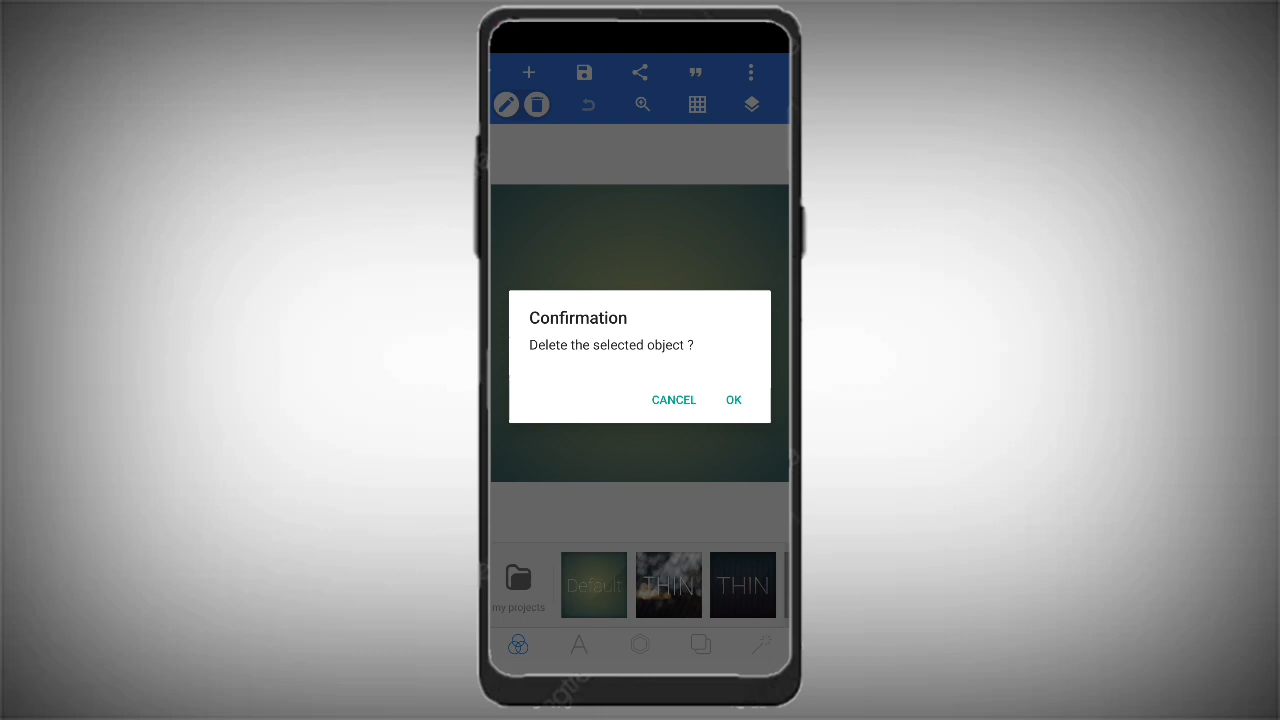 Confirmation
Delete the selected object ?
CANCEL OK
Default THIN THIN
my projects